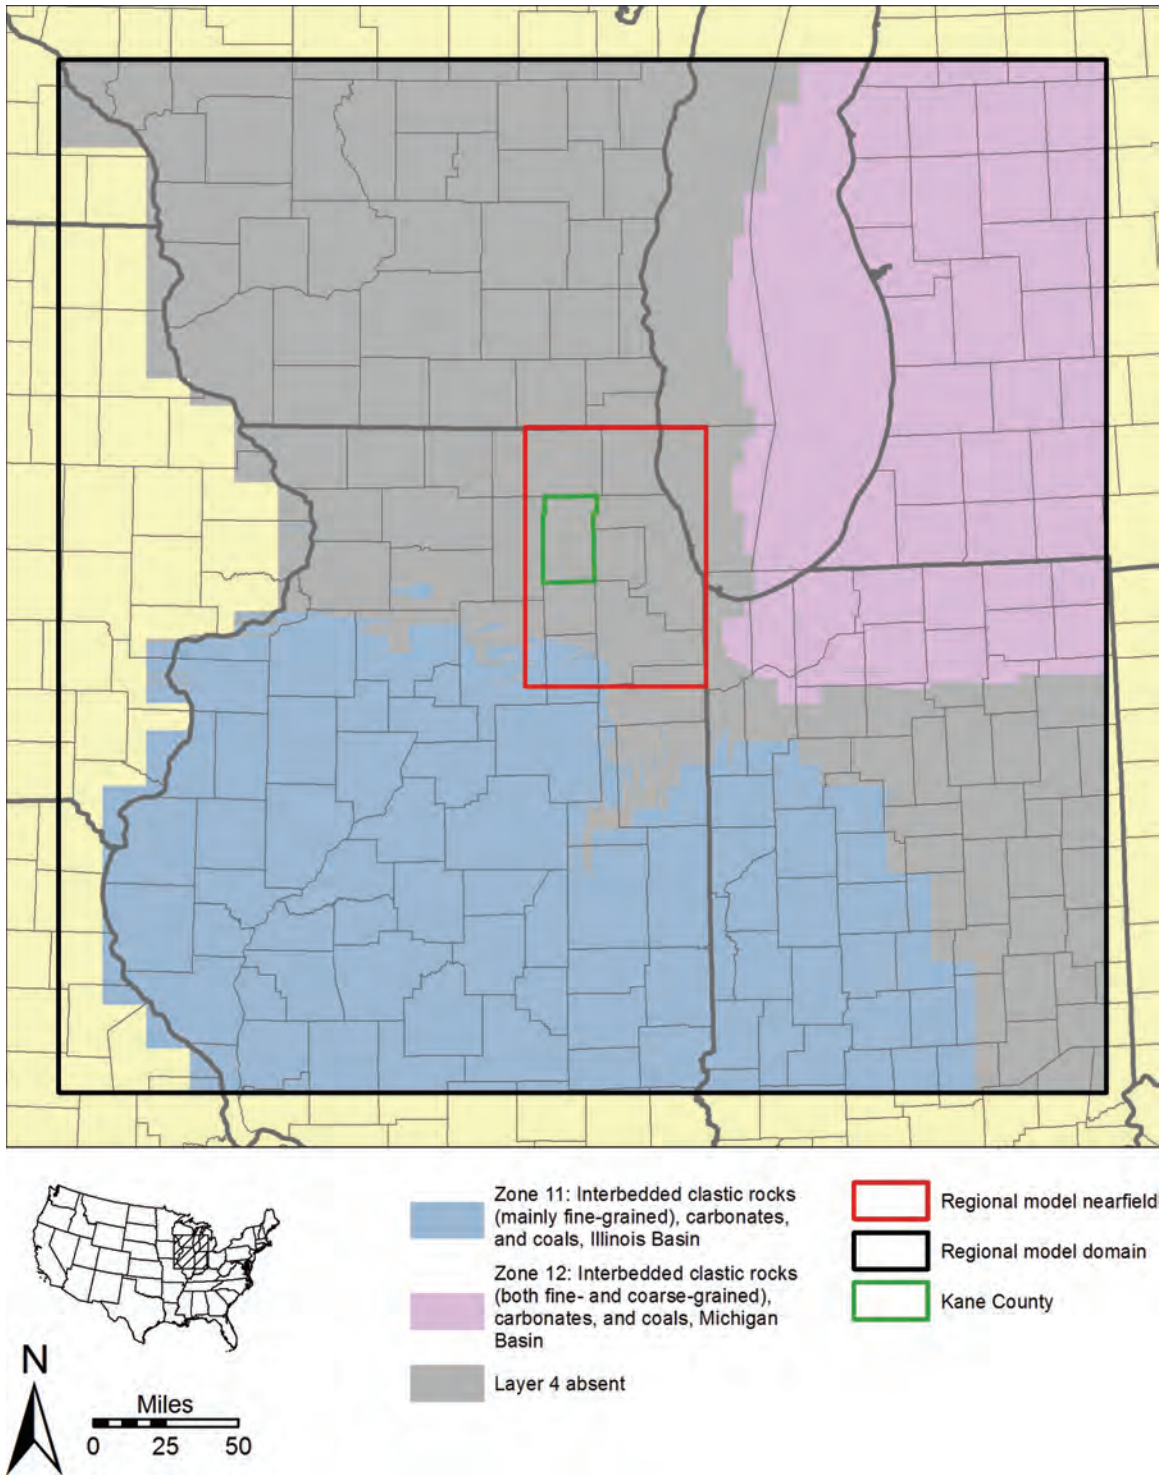 Zone 11: Interbedded clastic rocks
(mainly fine-grained), carbonates,
and coals, Illinois Basin
Zone 12: Interbedded clastic rocks
(both fine- and coarse-grained),
carbonates, and coals, Michigan
Basin
Layer 4 absent
Regional model nearfield
Regional model domain
Kane County
N
Miles
0 25 50